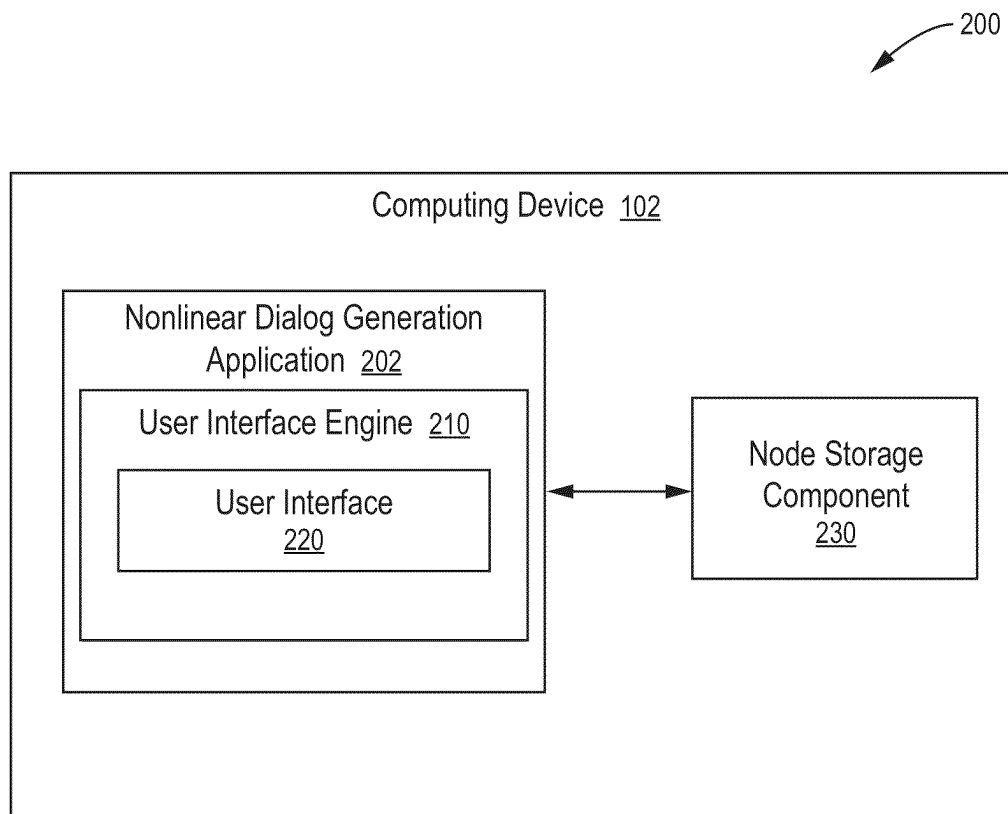 200
Computing Device 102
Nonlinear Dialog Generation
Application 202
User Interface Engine 210
User Interface
220
Node Storage
Component
230